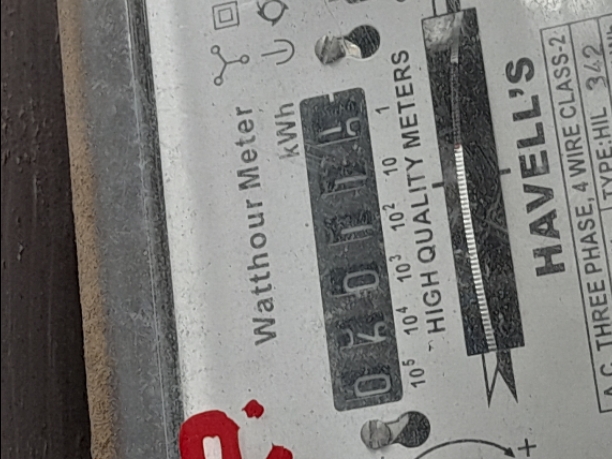 Watthour Meter
kWh
10⁵ 10⁴ 10³ 10² 10 1
HIGH QUALITY METERS
HAVELL'S
A.C. THREE PHASE, 4 WIRE CLASS-2
TYPE:HIL 342
+